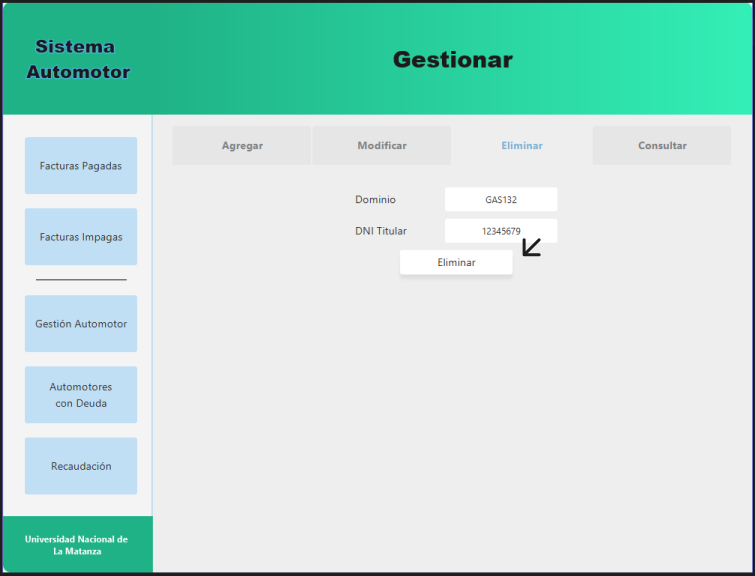 Sistema
Automotor
Gestionar
Facturas Pagadas
Facturas Impagas
Gestión Automotor
Automotores
con Deuda
Recaudación
Universidad Nacional de
La Matanza
Agregar
Modificar
Eliminar
Consultar
Dominio
GAS132
DNI Titular
12345679
Eliminar